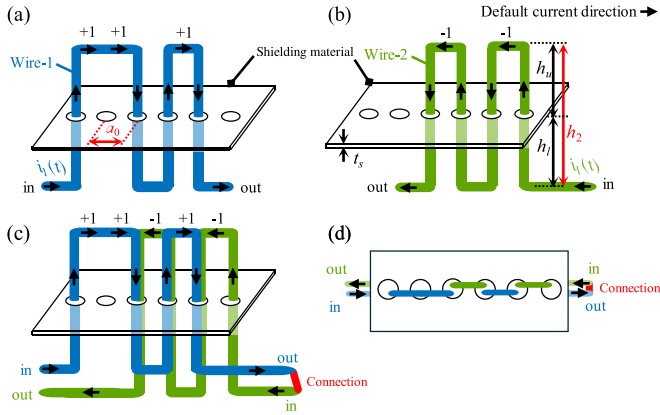 (a)
+1 +1 +1
Wire-1
Shielding material
a₀
i₁(t)
in
out
(b)
-1 -1
Default current direction
Wire-2
hᵤ
h₂
hₗ
tₛ
i₁(t)
out
in
(c)
+1 +1 -1 +1 -1
in
out
out
Connection
in
(d)
out
in
in
Connection
out